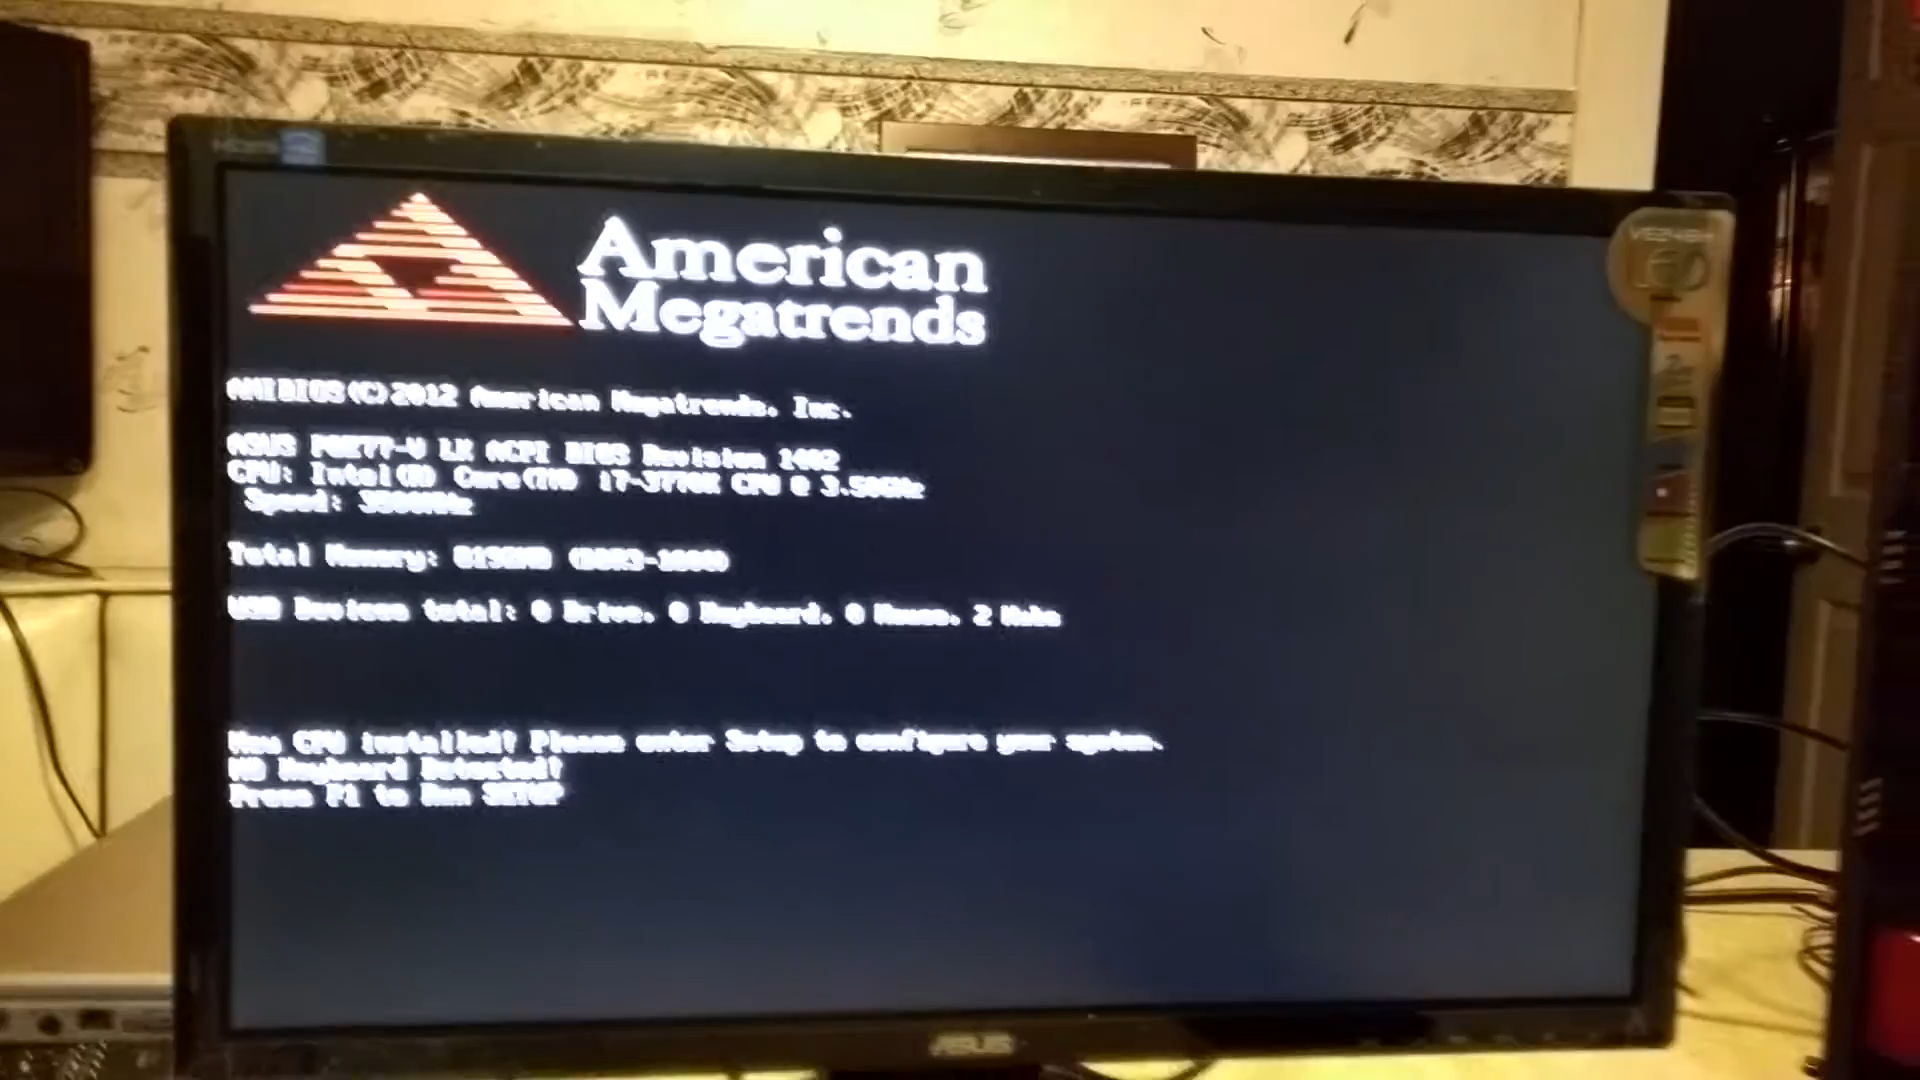 American
Megatrends
AMIBIOS(C)2012 American Megatrends, Inc.
ASUS P8Z77-V LK ACPI BIOS Revision 1402
CPU: Intel(R) Core(TM) i7-3770K CPU @ 3.50GHz
Speed: 3500MHz
Total Memory: 8192MB (DDR3-1600)
USB Devices total: 0 Drive, 0 Keyboard, 0 Mouse, 2 Hubs
New CPU installed! Please enter Setup to configure your system.
NO Keyboard Detected!
Press F1 to Run SETUP
LED
ASUS